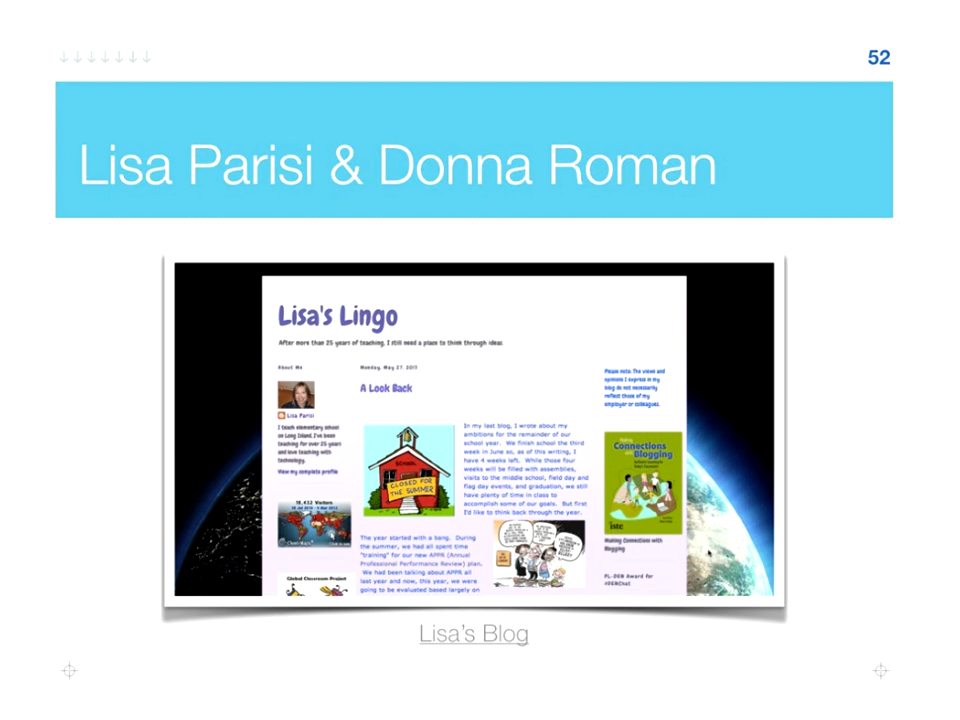 52
Lisa Parisi & Donna Roman
Lisa's Lingo
After more than 25 years of teaching, I still need a place to think through ideas.
About Me
Lisa Parisi
I teach elementary school
on Long Island. I've been
teaching for over 25 years
and love teaching with
technology.
View my complete profile
18,432 Visitors
Global Classroom Project
Monday, May 27, 2013
A Look Back
SCHOOL
CLOSED
FOR THE
SUMMER
In my last blog, I wrote about my
ambitions for the remainder of our
school year. We finish school the third
week in June so, as of this writing, I
have 4 weeks left. While those four
weeks will be filled with assemblies,
visits to the middle school, field day and
flag day events, and graduation, we still
have plenty of time in class to
accomplish some of our goals. But first
I'd like to think back through the year.
The year started with a bang. During
the summer, we had all spent time
"training" for our new APPR (Annual
Professional Performance Review) plan.
We had been talking about APPR all
last year and now, this year, we were
going to be evaluated based largely on
Please note: The views and
opinions I express in my
blog do not necessarily
reflect those of my
employer or colleagues.
Making
Connections
with Blogging
iste
Making Connections with
Blogging
PL-DEN Award for
#DENChat
Lisa's Blog